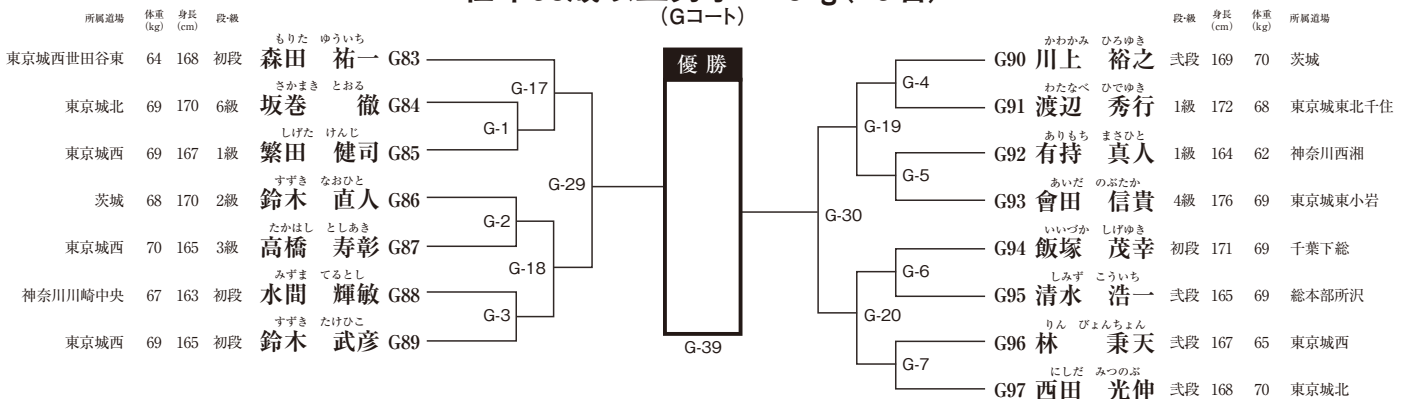 (Gコート)
所属道場 体重(kg) 身長(cm) 段・級
もりた ゆういち
東京城西世田谷東 64 168 初段 森田 祐一 G83
さかまき とおる
東京城北 69 170 6級 坂巻 徹 G84
しげた けんじ
東京城西 69 167 1級 繁田 健司 G85
すずき なおひと
茨城 68 170 2級 鈴木 直人 G86
たかはし としあき
東京城西 70 165 3級 高橋 寿彰 G87
みずま てるとし
神奈川川崎中央 67 163 初段 水間 輝敏 G88
すずき たけひこ
東京城西 69 165 初段 鈴木 武彦 G89
G-17
G-1
G-29
G-2
G-18
G-3
優勝
G-39
段・級 身長(cm) 体重(kg) 所属道場
かわかみ ひろゆき
G90 川上 裕之 弐段 169 70 茨城
わたなべ ひでゆき
G91 渡辺 秀行 1級 172 68 東京城東北千住
ありもち まさひと
G92 有持 真人 1級 164 62 神奈川西湘
あいだ のぶたか
G93 會田 信貴 4級 176 69 東京城東小岩
いいづか しげゆき
G94 飯塚 茂幸 初段 171 69 千葉下総
しみず こういち
G95 清水 浩一 弐段 165 69 総本部所沢
りん びょんちょん
G96 林 秉天 弐段 167 65 東京城西
にしだ みつのぶ
G97 西田 光伸 弐段 168 70 東京城北
G-4
G-19
G-5
G-30
G-6
G-20
G-7